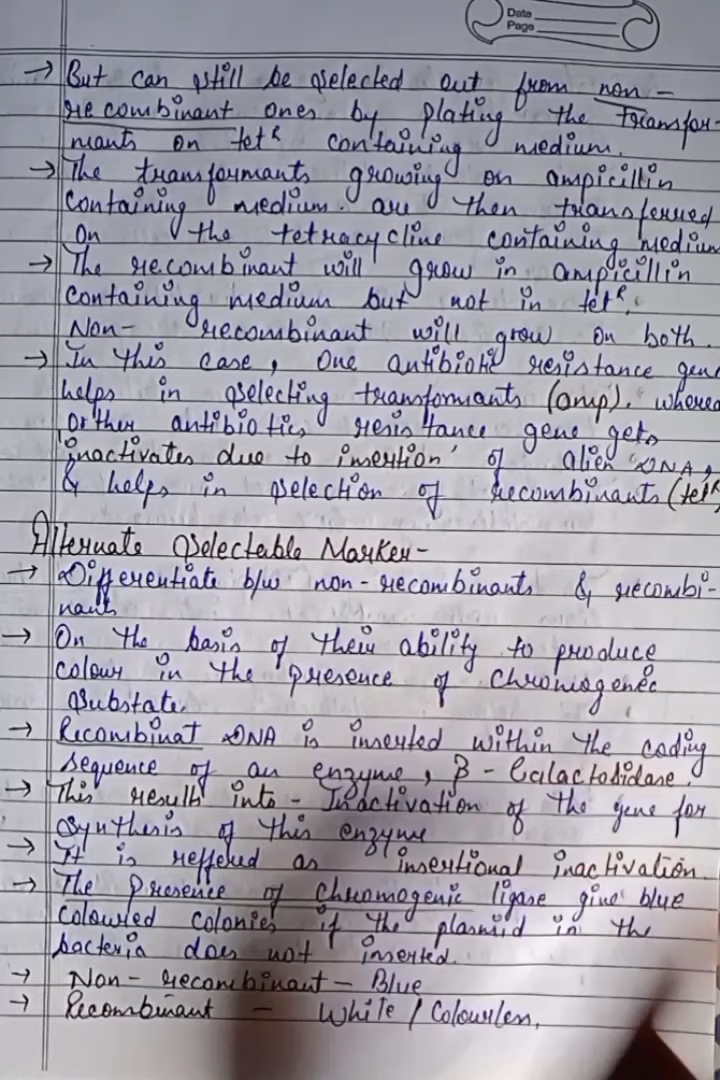 Date
Page
→ But can still be selected out from non-
recombinant ones by plating the transfor-
mants on tetᴿ containing medium.
→ The transformants growing on ampicillin
containing medium. are then transferred
on the tetracycline containing medium
→ The recombinant will grow in ampicillin
containing medium but not in tetᴿ.
Non- recombinant will grow on both.
→ In this case, one antibiotic resistance gene
helps in selecting transformants (amp). wherea
other antibiotics resistance gene gets
'inactivates due to insertion' of alien DNA,
& helps in selection of recombinants (tetᴿ)
Alternate Selectable Marker-
→ Differentiate b/w non-recombinants & recombi-
nants
→ On the basis of their ability to produce
colour in the presence of chromogenic
substate.
→ Recombinat DNA is inserted within the coding
sequence of an enzyme, β - Galactosidase.
→ This result into - Inactivation of the gene for
synthesis of this enzyme
→ It is reffered as insertional inactivation.
→ The Presence of chromogenic ligase give blue
coloured colonies if the plasmid in the
bacteria does not inserted.
→ Non-recombinant - Blue
→ Recombinant - White / Colourless.